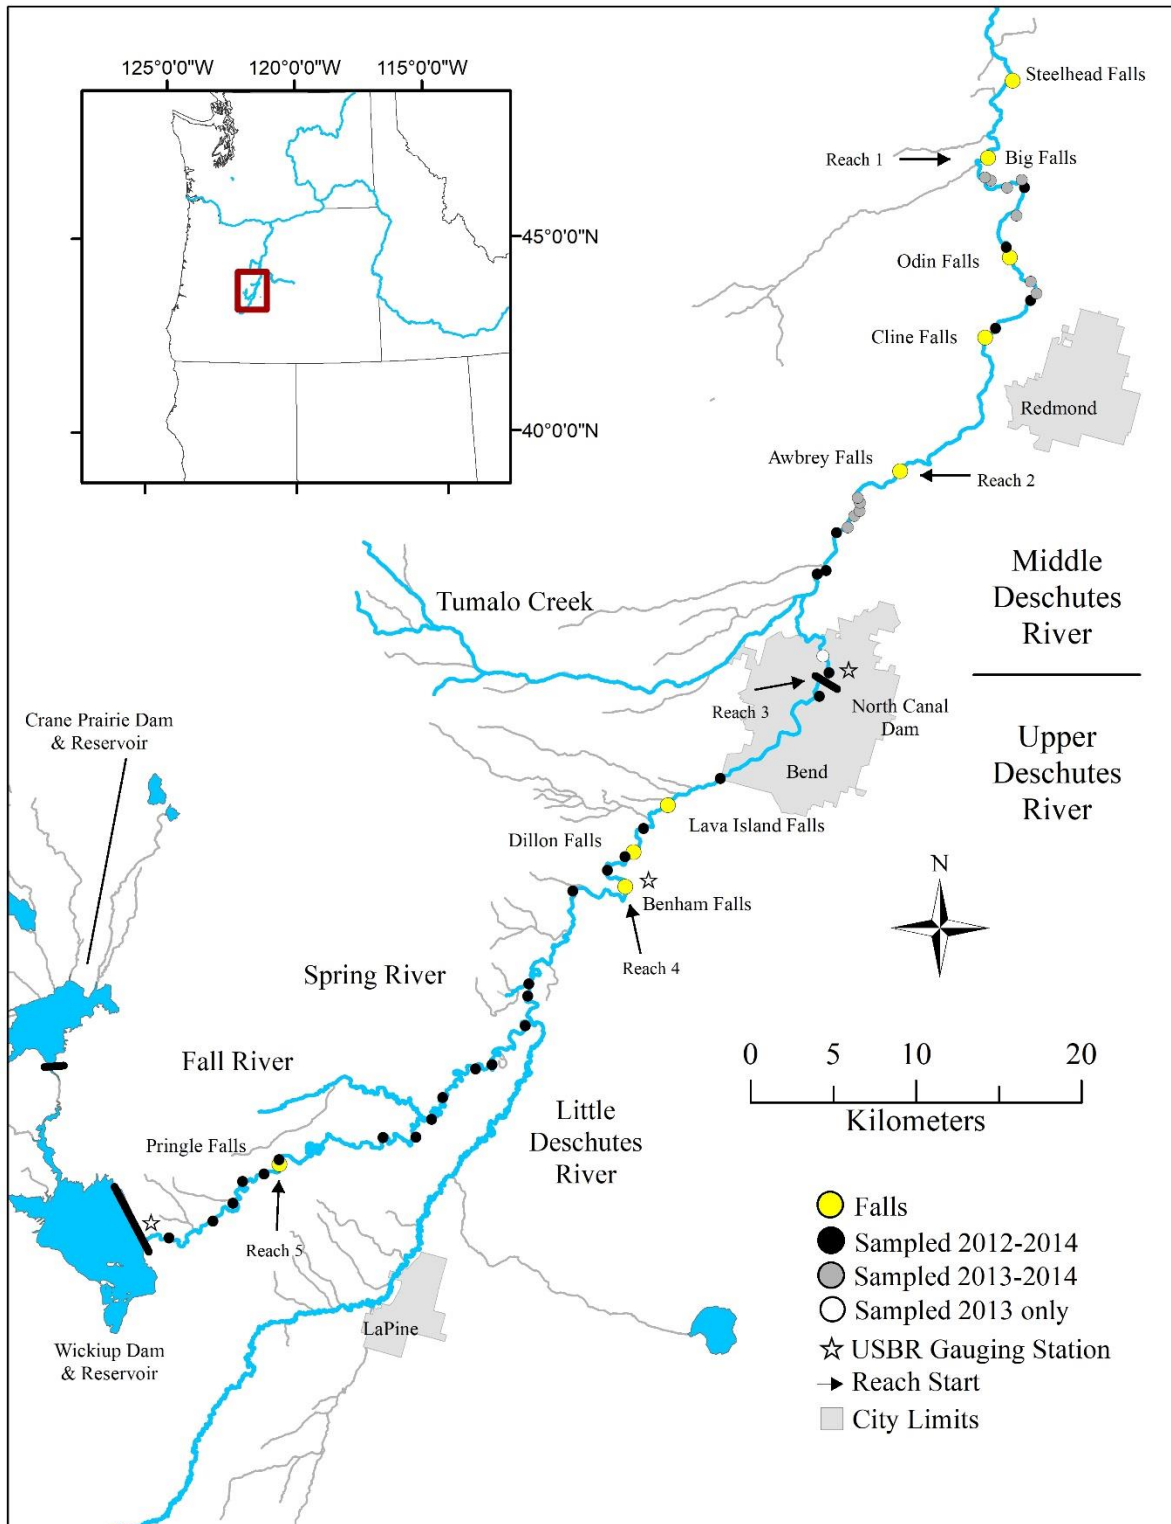 125°0'0"W
120°0'0"W
115°0'0"W
45°0'0"N
40°0'0"N
Steelhead Falls
Reach 1
Big Falls
Odin Falls
Cline Falls
Redmond
Awbrey Falls
Reach 2
Middle
Deschutes
River
Tumalo Creek
Reach 3
North Canal
Dam
Upper
Deschutes
River
Crane Prairie Dam
& Reservoir
Bend
Lava Island Falls
Dillon Falls
Benham Falls
N
Reach 4
Spring River
Fall River
0
5
10
20
Kilometers
Little
Deschutes
River
Pringle Falls
Reach 5
LaPine
Wickiup Dam
& Reservoir
Falls
Sampled 2012-2014
Sampled 2013-2014
Sampled 2013 only
USBR Gauging Station
Reach Start
City Limits